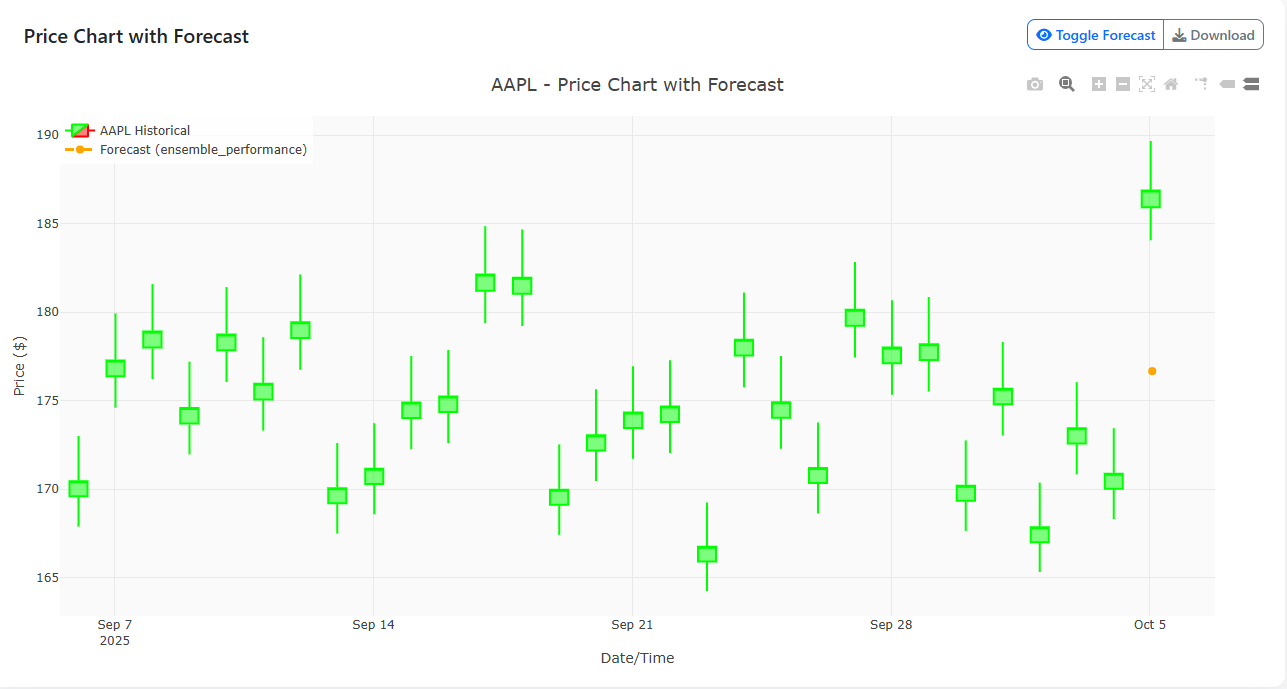 Price Chart with Forecast
Toggle Forecast
Download
AAPL - Price Chart with Forecast
AAPL Historical
Forecast (ensemble_performance)
190
185
180
175
170
165
Price ($)
Sep 7
2025
Sep 14
Sep 21
Sep 28
Oct 5
Date/Time